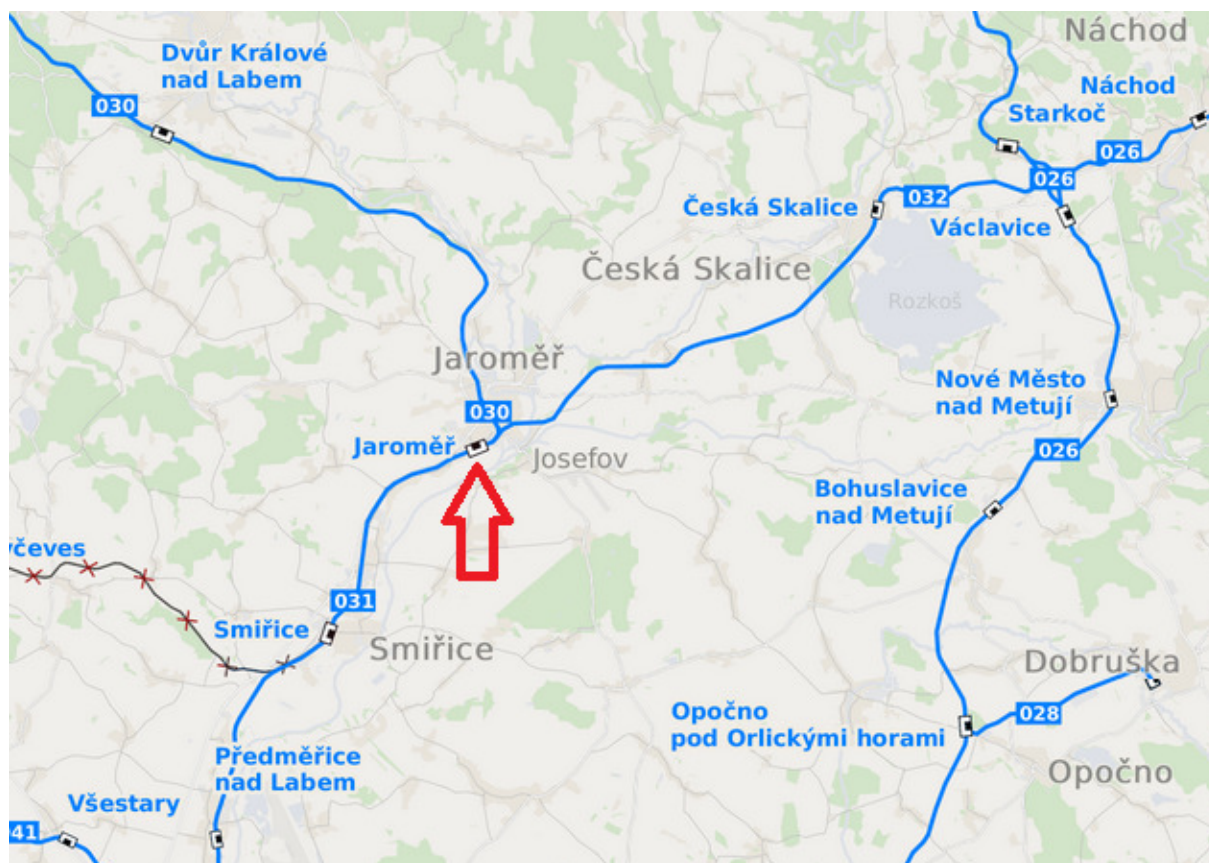 Náchod
Dvůr Králové
nad Labem
Náchod
030
Starkoč
026
026
032
Česká Skalice
Václavice
Česká Skalice
Rozkoš
Jaroměř
Nové Město
nad Metují
030
Jaroměř
Josefov
026
Bohuslavice
nad Metují
yčeves
031
Smiřice
Smiřice
Dobruška
Opočno
pod Orlickými horami
028
Předměřice
nad Labem
Opočno
Všestary
41